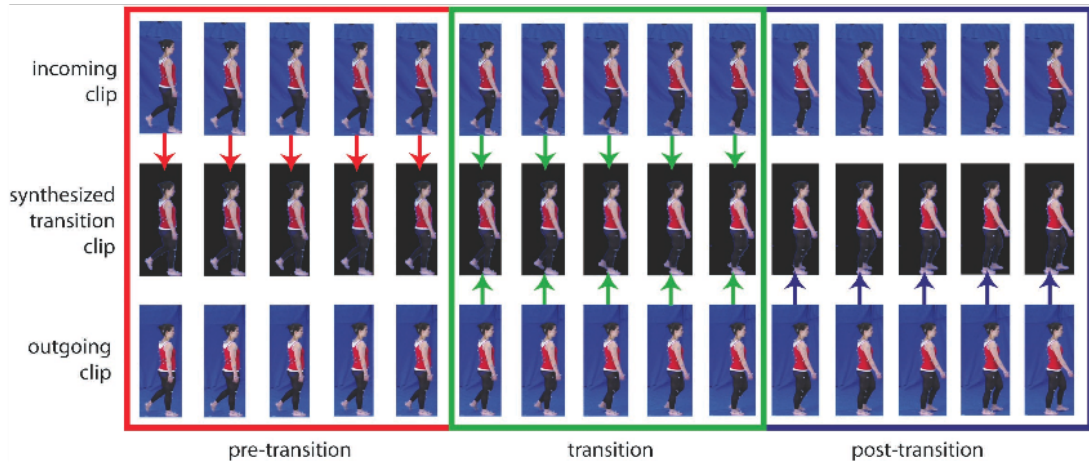 incoming
clip
synthesized
transition
clip
outgoing
clip
pre-transition
transition
post-transition